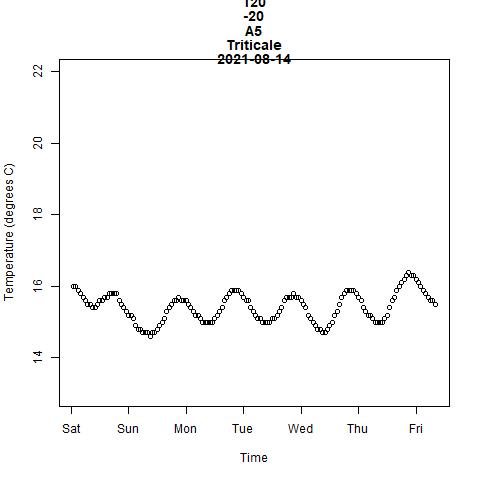 120
-20
A5
Triticale
2021-08-14
Temperature (degrees C)
22
20
18
16
14
Sat Sun Mon Tue Wed Thu Fri
Time